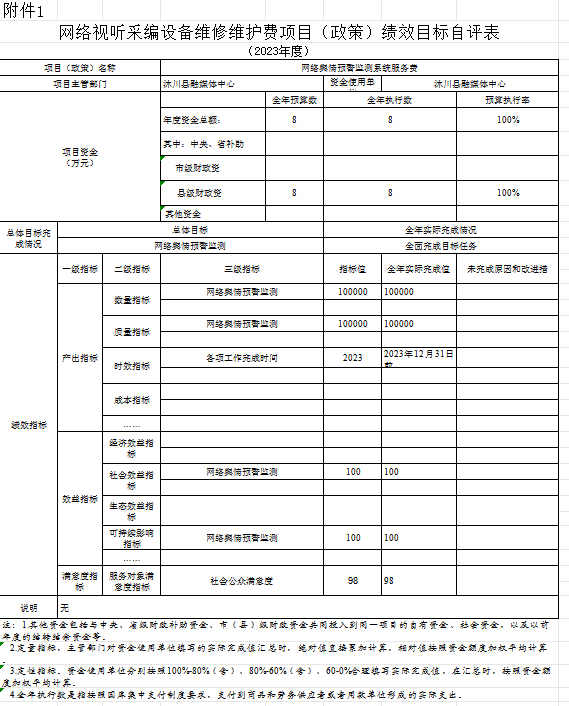 附件1
网络视听采编设备维修维护费项目（政策）绩效目标自评表
（2023年度）
项目（政策）名称 网络舆情预警监测系统服务费
项目主管部门 沐川县融媒体中心 资金使用单 沐川县融媒体中心
项目资金（万元） 全年预算数 全年执行数 预算执行率
年度资金总额： 8 8 100%
其中：中央、省补助
市级财政资
县级财政资 8 8 100%
其他资金
总体目标完成情况 总体目标 全年实际完成情况
网络舆情预警监测 全面完成目标任务
绩效指标 一级指标 二级指标 三级指标 指标值 全年实际完成值 未完成原因和改进措
产出指标 数量指标 网络舆情预警监测 100000 100000
质量指标 网络舆情预警监测 100000 100000
时效指标 各项工作完成时间 2023 2023年12月31日前
成本指标
……
效益指标 经济效益指标
社会效益指标 网络舆情预警监测 100 100
生态效益指标
可持续影响指标 网络舆情预警监测 100 100
……
满意度指标 服务对象满意度指标 社会公众满意度 98 98
说明 无
注：1.其他资金包括与中央、省级财政补助资金、市（县）级财政资金共同投入到同一项目的自有资金、社会资金，以及以前
年度的结转结余资金等。
2.定量指标，主管部门对资金使用单位填写的实际完成值汇总时，绝对值直接累加计算，相对值按照资金额度加权平均计算
。
3.定性指标。资金使用单位分别按照100%-80%（含）、80%-60%（含）、60-0%合理填写实际完成值，在汇总时，按照资金额
度加权平均计算。
4.全年执行数是指按照国库集中支付制度要求，支付到商品和劳务供应者或者用款单位形成的实际支出。